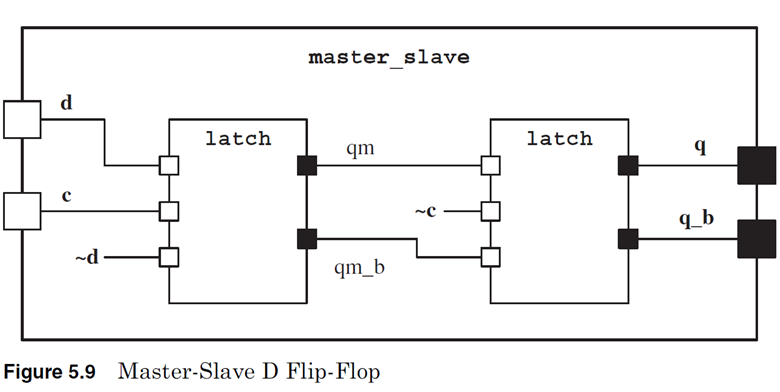 master_slave
d
latch
latch
qm
q
c
~c
q_b
~d
qm_b
Figure 5.9 Master-Slave D Flip-Flop